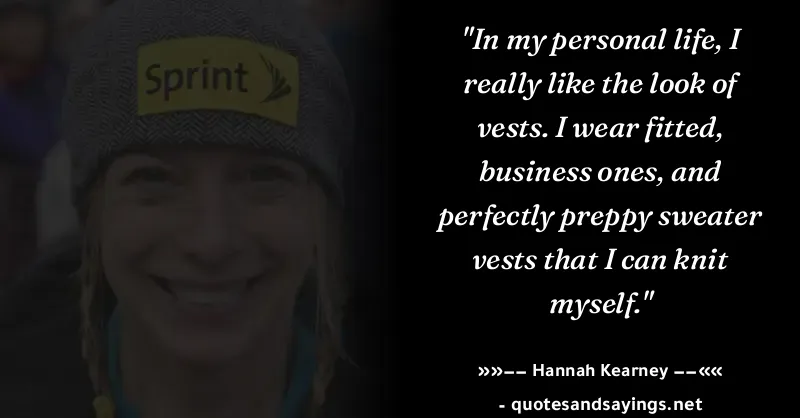 Sprint
"In my personal life, I
really like the look of
vests. I wear fitted,
business ones, and
perfectly preppy sweater
vests that I can knit
myself."
»»−− Hannah Kearney −−««
- quotesandsayings.net